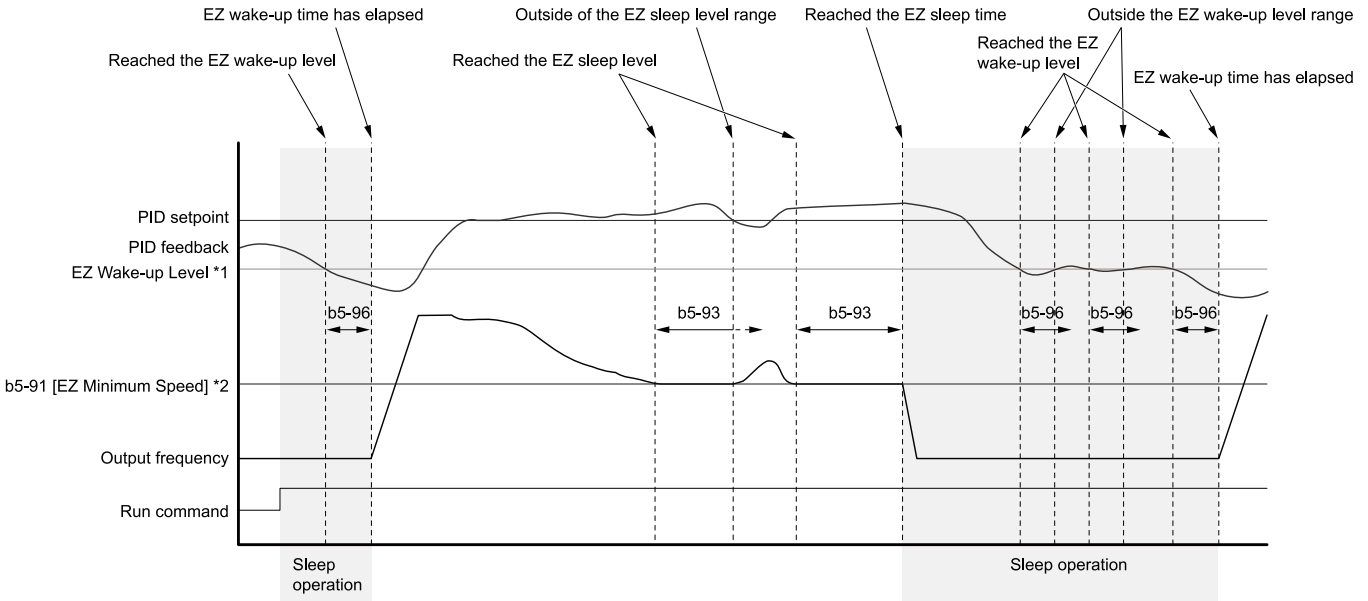 EZ wake-up time has elapsed
Outside of the EZ sleep level range
Reached the EZ sleep time
Outside the EZ wake-up level range
Reached the EZ wake-up level
Reached the EZ sleep level
Reached the EZ
wake-up level
EZ wake-up time has elapsed
PID setpoint
PID feedback
EZ Wake-up Level *1
b5-96
b5-93
b5-93
b5-96
b5-96
b5-96
b5-91 [EZ Minimum Speed] *2
Output frequency
Run command
Sleep
operation
Sleep operation